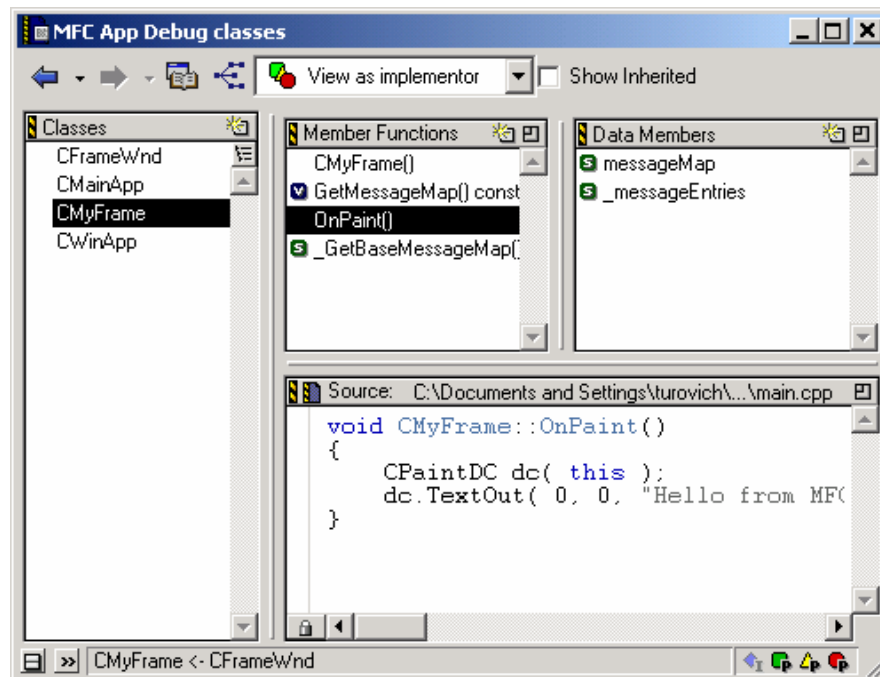 MFC App Debug classes
View as implementor
Show Inherited
Classes
CFrameWnd
CMainApp
CMyFrame
CWinApp
Member Functions
CMyFrame()
V GetMessageMap() const
OnPaint()
S _GetBaseMessageMap()
Data Members
S messageMap
S _messageEntries
Source: C:\Documents and Settings\turovich\...\main.cpp
void CMyFrame::OnPaint()
{
CPaintDC dc( this );
dc.TextOut( 0, 0, "Hello from MFC
}
CMyFrame <- CFrameWnd
I P P P